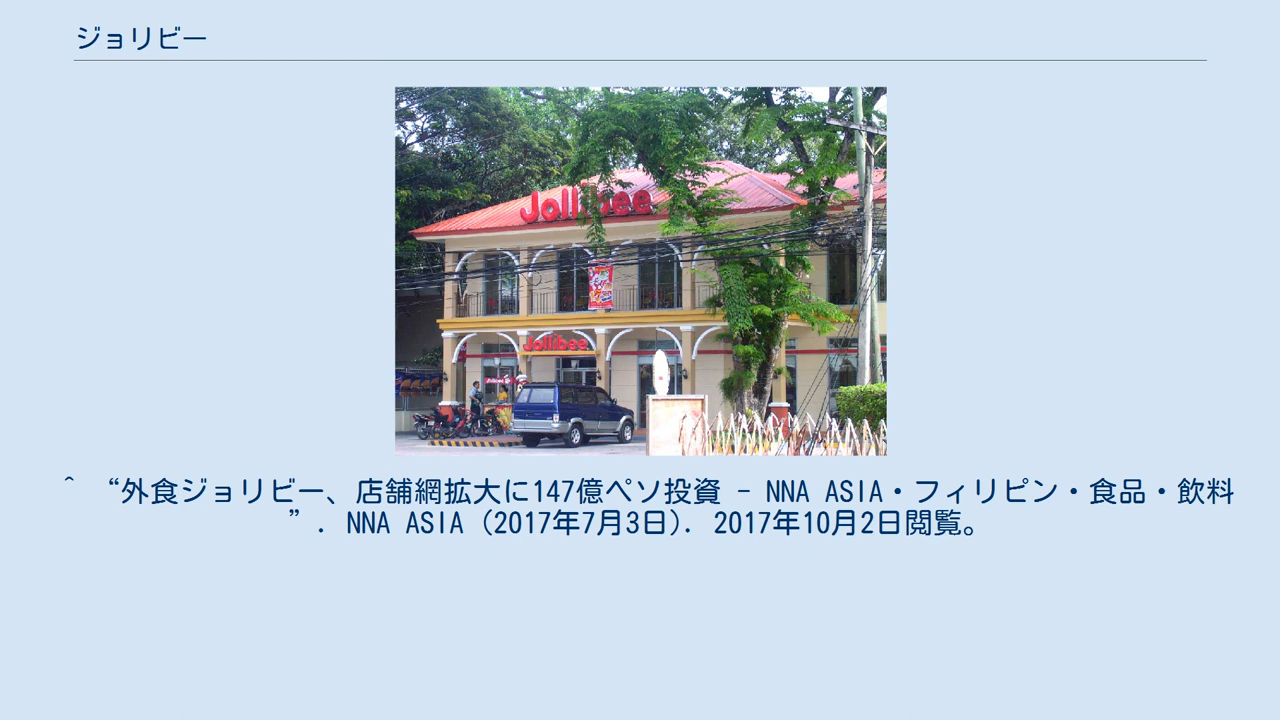 ジョリビー
Jollibee
Jollibee
^ “外食ジョリビー、店舗網拡大に147億ペソ投資 - NNA ASIA・フィリピン・食品・飲料
”. NNA ASIA (2017年7月3日). 2017年10月2日閲覧。